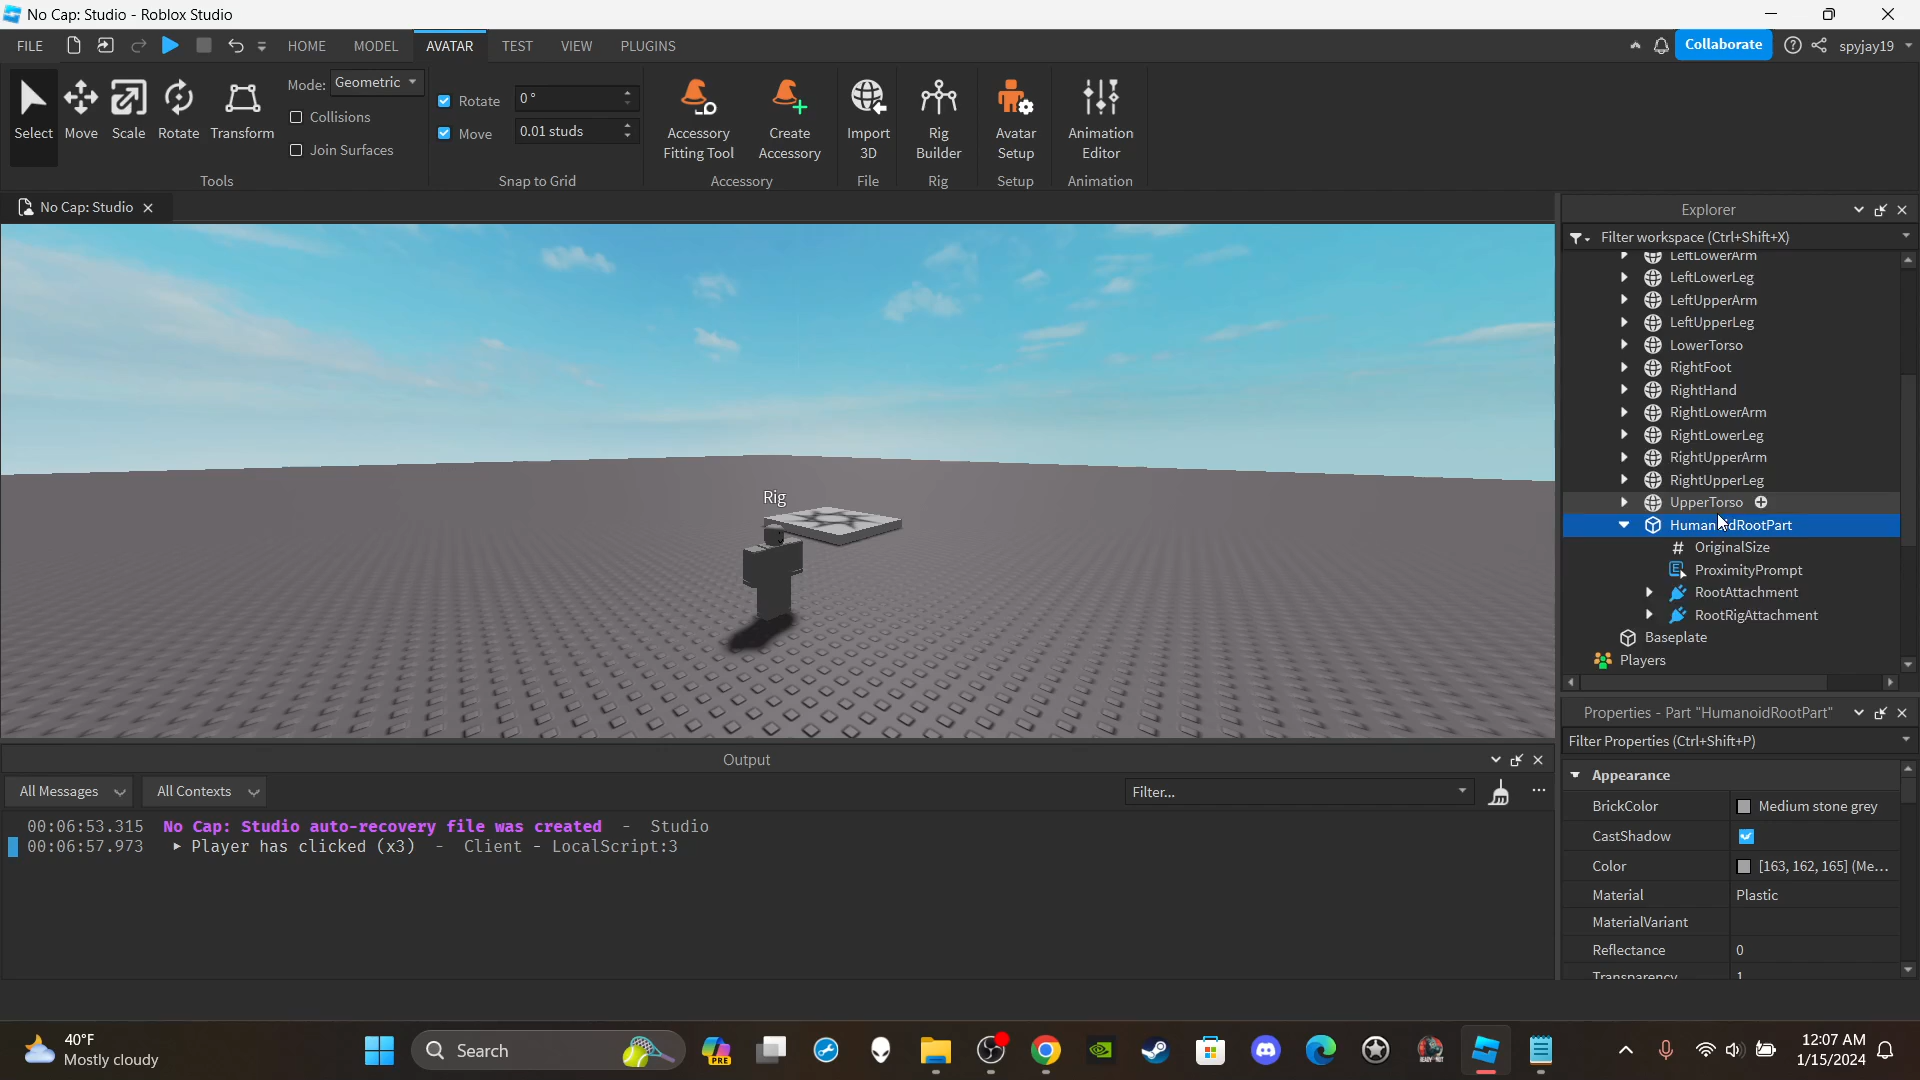 No Cap: Studio - Roblox Studio
FILE HOME MODEL AVATAR TEST VIEW PLUGINS Collaborate spyjay19
Select Move Scale Rotate Transform
Mode: Geometric
Collisions
Join Surfaces
Tools
Rotate 0 °
Move 0.01 studs
Snap to Grid
Accessory Fitting Tool
Create Accessory
Accessory
Import 3D
File
Rig Builder
Rig
Avatar Setup
Setup
Animation Editor
Animation
No Cap: Studio
Rig
Explorer
Filter workspace (Ctrl+Shift+X)
LeftLowerArm
LeftLowerLeg
LeftUpperArm
LeftUpperLeg
LowerTorso
RightFoot
RightHand
RightLowerArm
RightLowerLeg
RightUpperArm
RightUpperLeg
UpperTorso
HumanoidRootPart
OriginalSize
ProximityPrompt
RootAttachment
RootRigAttachment
Baseplate
Players
Properties - Part "HumanoidRootPart"
Filter Properties (Ctrl+Shift+P)
Appearance
BrickColor Medium stone grey
CastShadow
Color [163, 162, 165] (Me...
Material Plastic
MaterialVariant
Reflectance 0
Transparency 1
Output
All Messages All Contexts Filter...
00:06:53.315 No Cap: Studio auto-recovery file was created - Studio
00:06:57.973 Player has clicked (x3) - Client - LocalScript:3
40°F
Mostly cloudy
Search
PRE
12:07 AM
1/15/2024